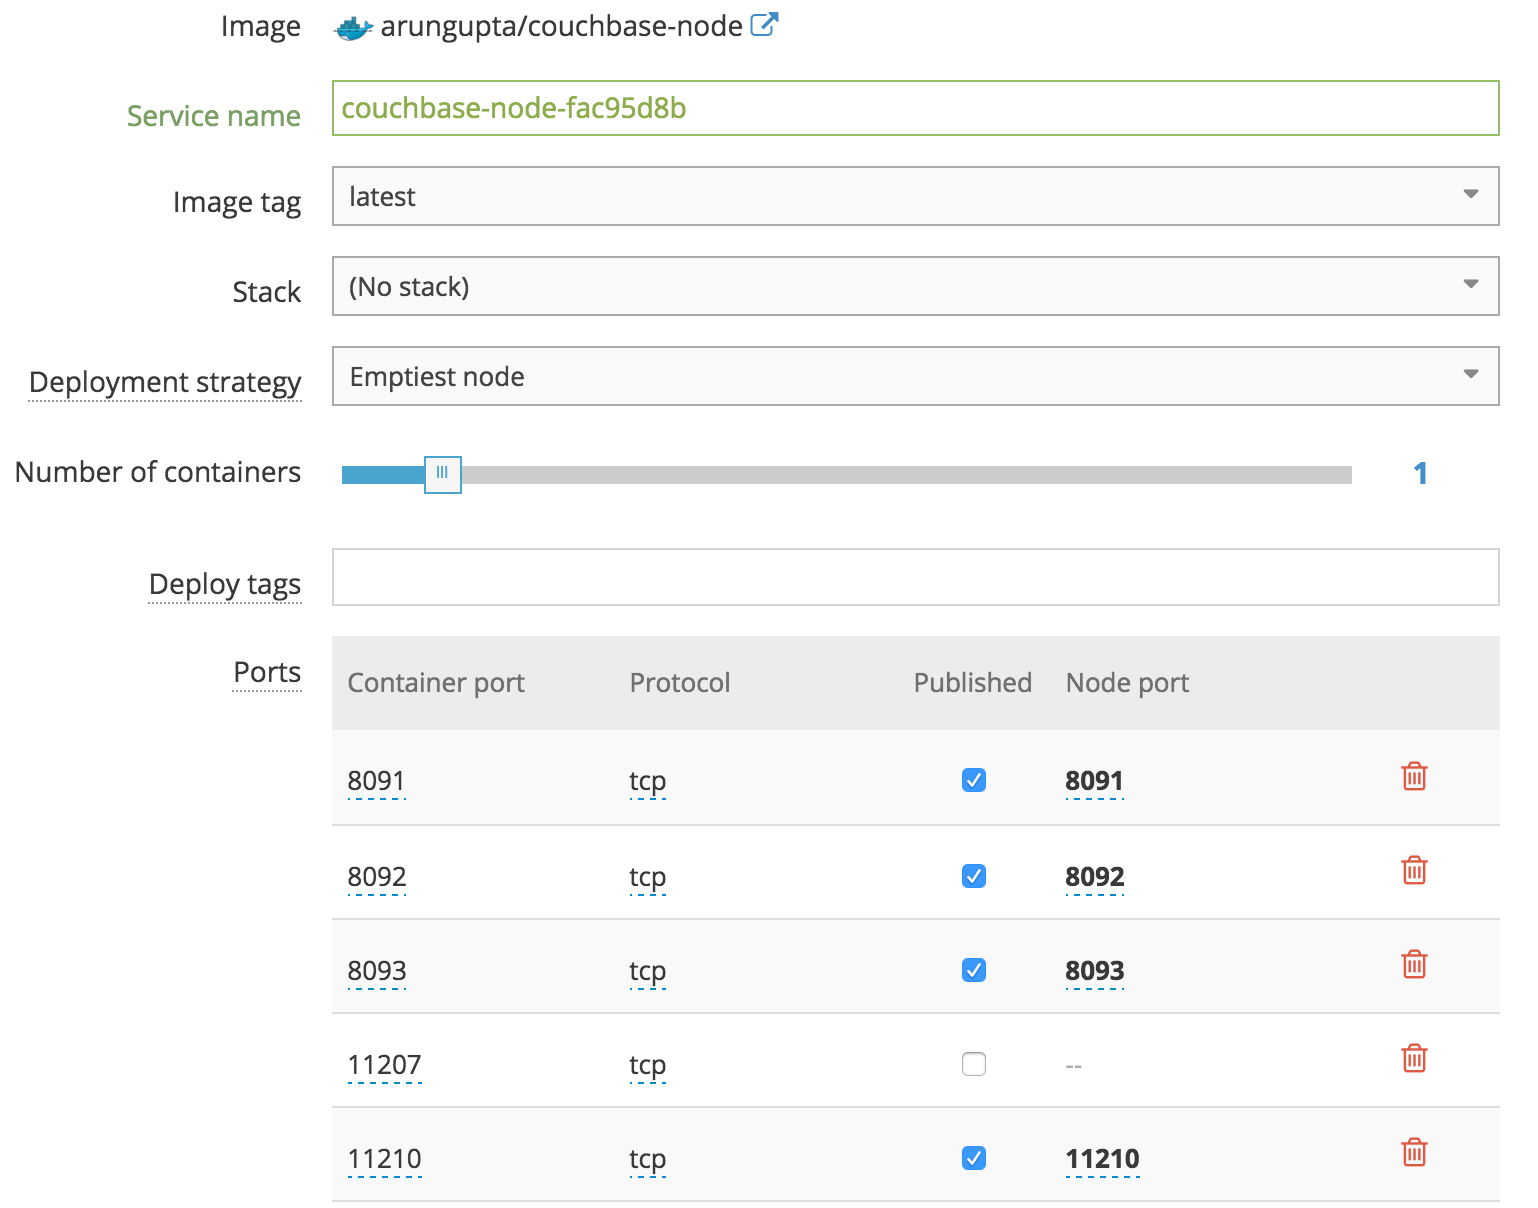 Image arungupta/couchbase-node
Service name couchbase-node-fac95d8b
Image tag latest
Stack (No stack)
Deployment strategy Emptiest node
Number of containers 1
Deploy tags
Ports Container port Protocol Published Node port
8091 tcp 8091
8092 tcp 8092
8093 tcp 8093
11207 tcp --
11210 tcp 11210